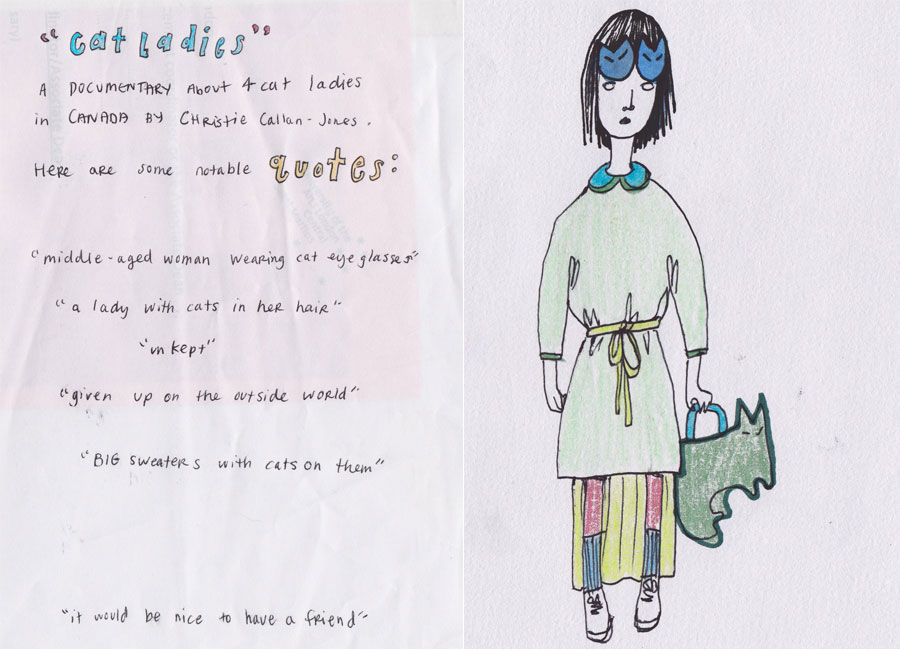 "cat ladies"
A DOCUMENTARY About 4 cat ladies
in CANADA BY CHristie Callan-Jones.
Here are some notable quotes:
"middle-aged woman wearing cat eye glasses"
"a lady with cats in her hair"
"un kept"
"given up on the outside world"
"BIG sweaters with cats on them"
"it would be nice to have a friend"